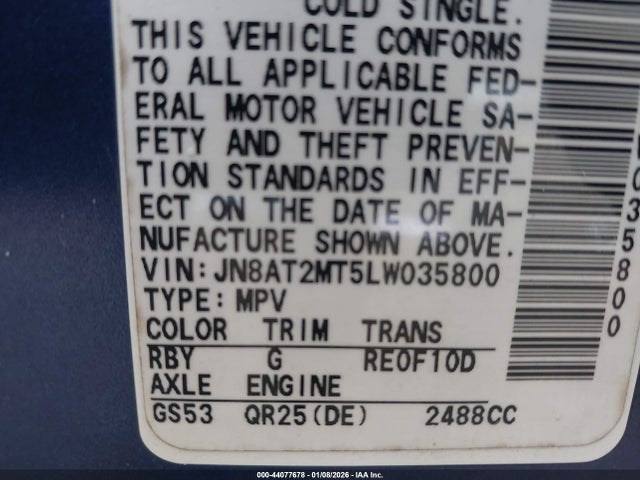 COLD SINGLE.
THIS VEHICLE CONFORMS
TO ALL APPLICABLE FED-
ERAL MOTOR VEHICLE SA-
FETY AND THEFT PREVEN-
TION STANDARDS IN EFF-
ECT ON THE DATE OF MA-
NUFACTURE SHOWN ABOVE.
VIN:JN8AT2MT5LW035800
TYPE:MPV
COLOR TRIM TRANS
RBY G RE0F10D
AXLE ENGINE
GS53 QR25(DE) 2488CC
35800
000-44077678 | 01/08/2026 | IAA Inc.